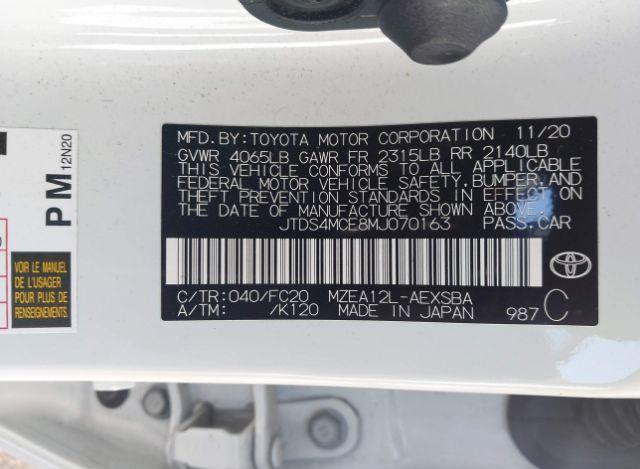 MFD. BY: TOYOTA MOTOR CORPORATION 11/20
GVWR 4065LB GAWR FR 2315LB RR 2140LB
THIS VEHICLE CONFORMS TO ALL APPLICABLE
FEDERAL MOTOR VEHICLE SAFETY, BUMPER, AND
THEFT PREVENTION STANDARDS IN EFFECT ON
THE DATE OF MANUFACTURE SHOWN ABOVE.
JTDS4MCE8MJ070163 PASS.CAR
C/TR: 040/FC20 MZEA12L-AEXSBA
A/TM: /K120 MADE IN JAPAN 987 C
TOYOTA
PM
12N20
VOIR LE MANUEL
DE L'USAGER
POUR PLUS DE
RENSEIGNEMENTS.